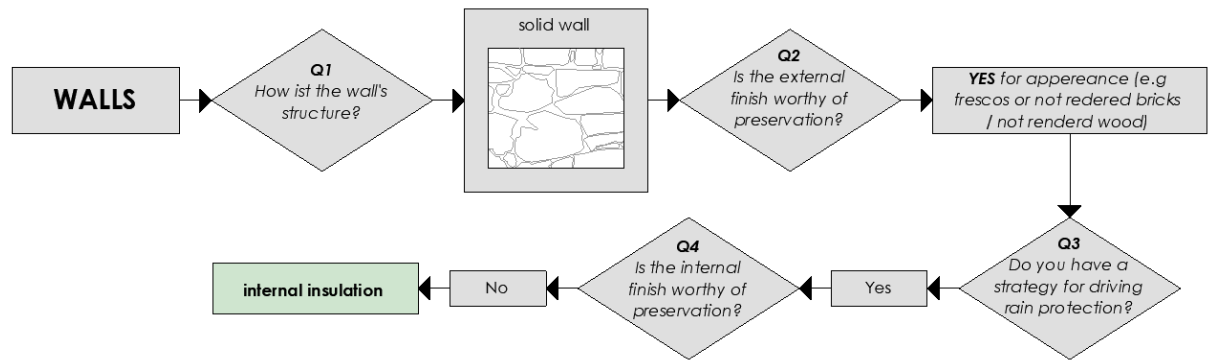 WALLS
Q1
How ist the wall's
structure?
solid wall
Q2
Is the external
finish worthy of
preservation?
YES for appereance (e.g
frescos or not redered bricks
/ not renderd wood)
Q3
Do you have a
strategy for driving
rain protection?
Yes
Q4
Is the internal
finish worthy of
preservation?
No
internal insulation